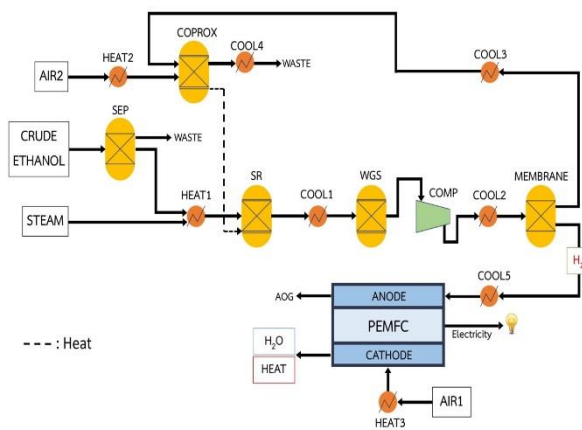 COPROX
HEAT2
COOL4
COOL3
AIR2
WASTE
SEP
CRUDE
ETHANOL
WASTE
SR
WGS
MEMBRANE
HEAT1
COOL1
COMP
COOL2
STEAM
H₂
COOL5
AOG
ANODE
PEMFC
Electricity
H₂O
HEAT
CATHODE
--- : Heat
AIR1
HEAT3